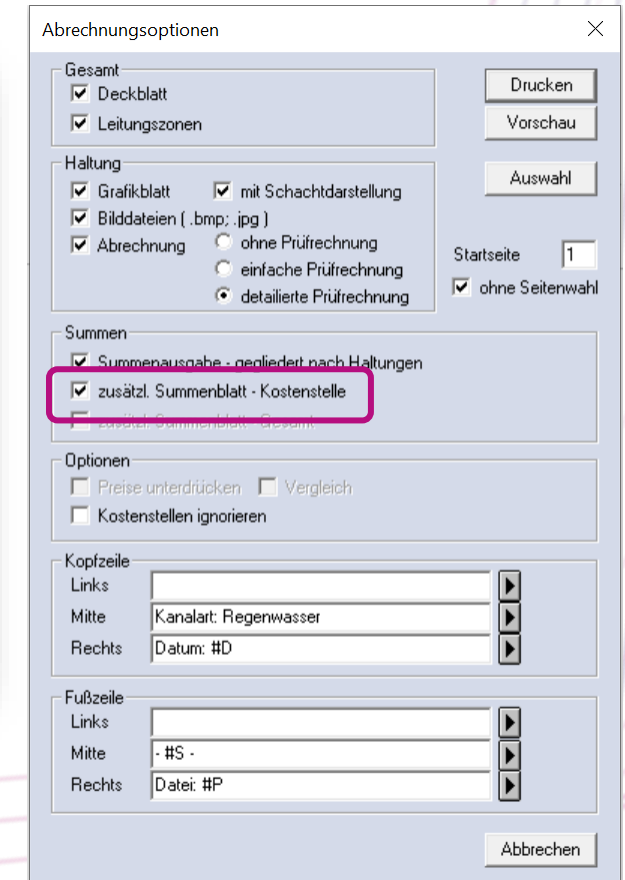 Abrechnungsoptionen
Gesamt
Deckblatt
Leitungszonen
Drucken
Vorschau
Auswahl
Haltung
Grafikblatt mit Schachtdarstellung
Bilddateien ( .bmp; .jpg )
Abrechnung ohne Prüfrechnung
einfache Prüfrechnung
detailierte Prüfrechnung
Startseite 1
ohne Seitenwahl
Summen
Summenausgabe - gegliedert nach Haltungen
zusätzl. Summenblatt - Kostenstelle
zusätzl. Summenblatt - Gesamt
Optionen
Preise unterdrücken Vergleich
Kostenstellen ignorieren
Kopfzeile
Links
Mitte Kanalart: Regenwasser
Rechts Datum: #D
Fußzeile
Links
Mitte - #S -
Rechts Datei: #P
Abbrechen